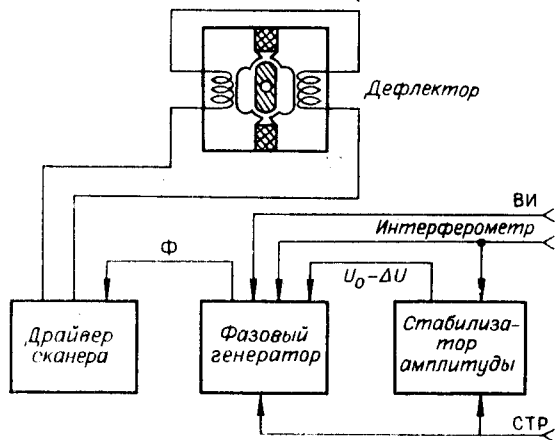 Дефлектор
ВИ
Интерферометр
Ф
U₀-ΔU
Драйвер
сканера
Фазовый
генератор
Стабилиза-
тор
амплитуды
СТР